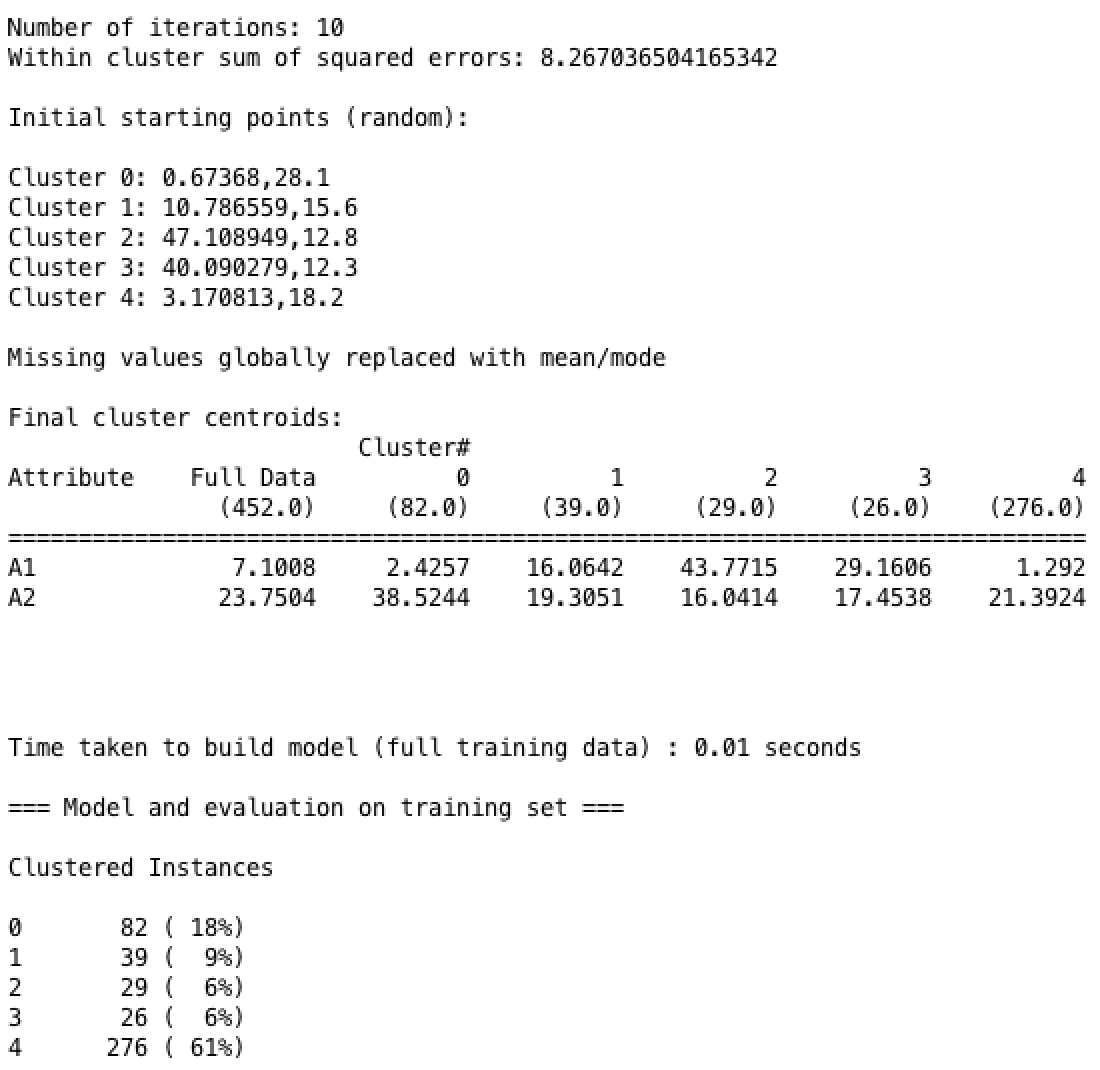 Number of iterations: 10
Within cluster sum of squared errors: 8.267036504165342
Initial starting points (random):
Cluster 0: 0.67368,28.1
Cluster 1: 10.786559,15.6
Cluster 2: 47.108949,12.8
Cluster 3: 40.090279,12.3
Cluster 4: 3.170813,18.2
Missing values globally replaced with mean/mode
Final cluster centroids:
Cluster#
Attribute Full Data 0 1 2 3 4
(452.0) (82.0) (39.0) (29.0) (26.0) (276.0)
=============================================================================
A1 7.1008 2.4257 16.0642 43.7715 29.1606 1.292
A2 23.7504 38.5244 19.3051 16.0414 17.4538 21.3924
Time taken to build model (full training data) : 0.01 seconds
=== Model and evaluation on training set ===
Clustered Instances
0 82 ( 18%)
1 39 ( 9%)
2 29 ( 6%)
3 26 ( 6%)
4 276 ( 61%)